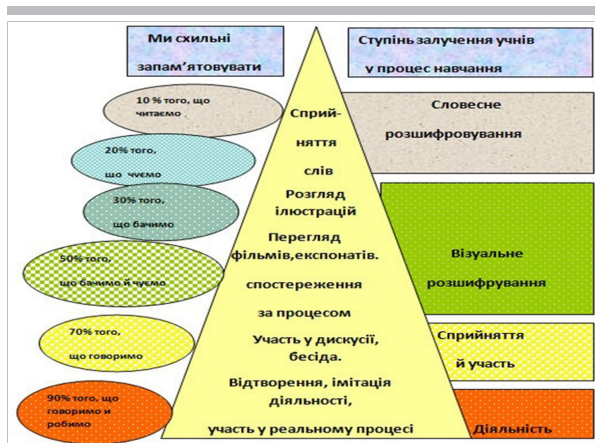 Ми схильні
запам’ятовувати
Ступінь залучення учнів
у процес навчання
10 % того, що
читаємо
20% того,
що чуємо
30% того,
що бачимо
50% того,
що бачимо й чуємо
70% того,
що говоримо
90% того, що
говоримо и
робимо
Сприй-
няття
слів
Розгляд
ілюстрацій
Перегляд
фільмів,експонатів.
спостереження
за процесом
Участь у дискусії,
бесіда.
Відтворення, імітація
діяльності,
участь у реальному процесі
Словесне
розшифровування
Візуальне
розшифрування
Сприйняття
й участь
Діяльність